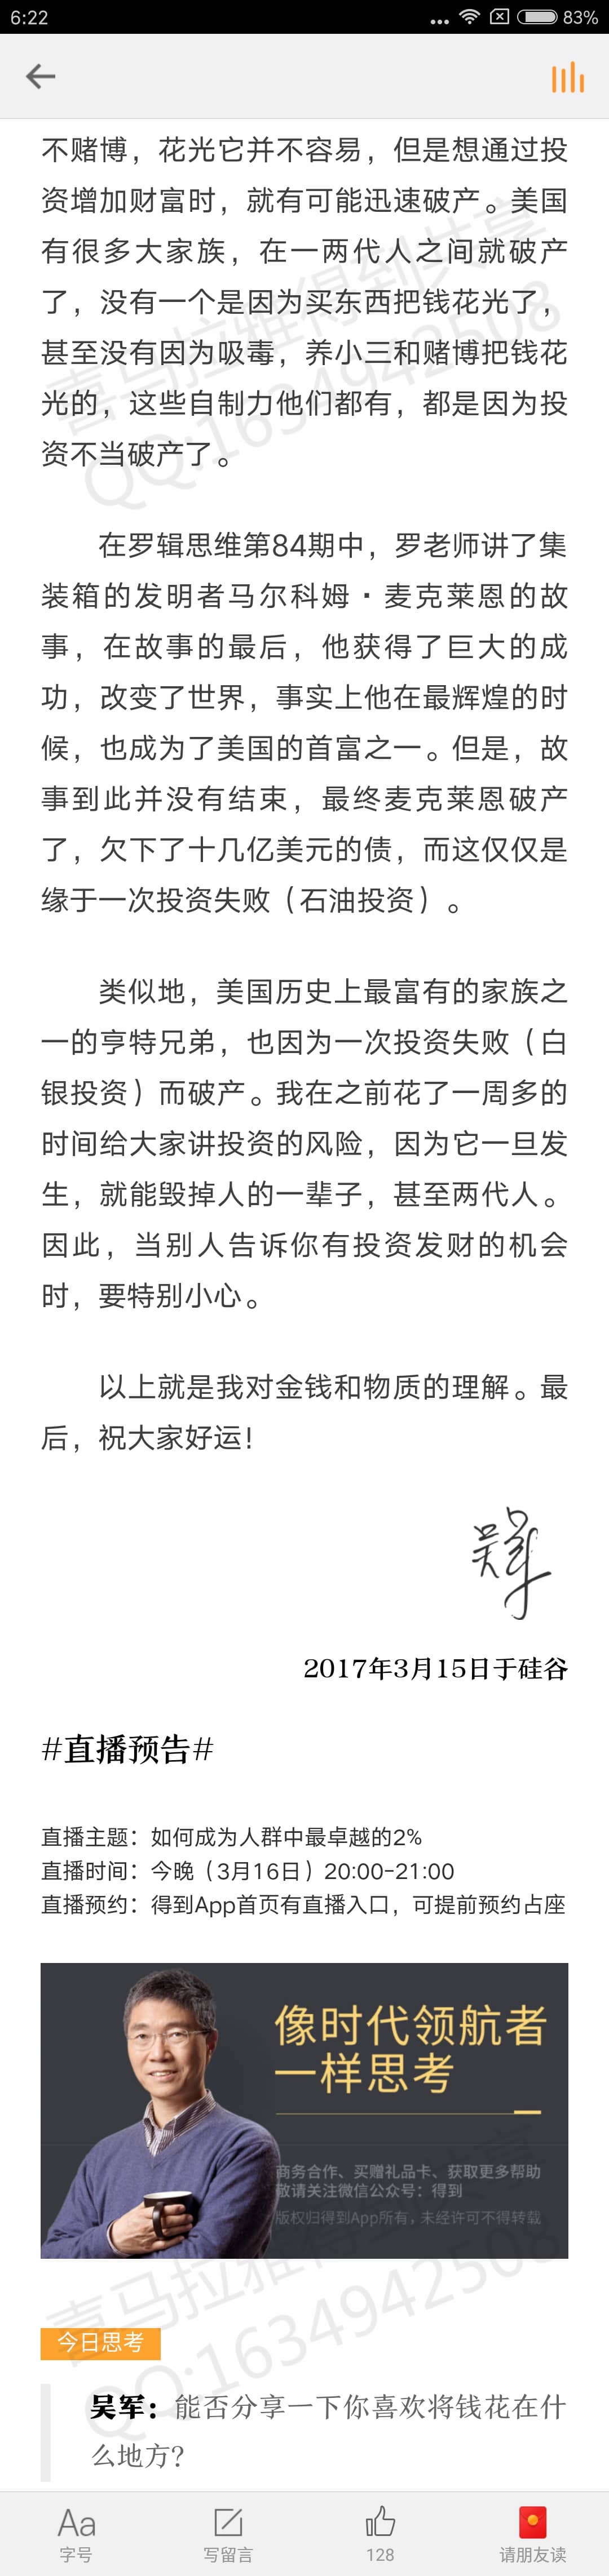 6:22
83%
不赌博，花光它并不容易，但是想通过投
资增加财富时，就有可能迅速破产。美国
有很多大家族，在一两代人之间就破产
了，没有一个是因为买东西把钱花光了，
甚至没有因为吸毒，养小三和赌博把钱花
光的，这些自制力他们都有，都是因为投
资不当破产了。
喜马拉雅得到共享
QQ:1634942508
在罗辑思维第84期中，罗老师讲了集
装箱的发明者马尔科姆·麦克莱恩的故
事，在故事的最后，他获得了巨大的成
功，改变了世界，事实上他在最辉煌的时
候，也成为了美国的首富之一。但是，故
事到此并没有结束，最终麦克莱恩破产
了，欠下了十几亿美元的债，而这仅仅是
缘于一次投资失败（石油投资）。
类似地，美国历史上最富有的家族之
一的亨特兄弟，也因为一次投资失败（白
银投资）而破产。我在之前花了一周多的
时间给大家讲投资的风险，因为它一旦发
生，就能毁掉人的一辈子，甚至两代人。
因此，当别人告诉你有投资发财的机会
时，要特别小心。
以上就是我对金钱和物质的理解。最
后，祝大家好运!
吴军
2017年3月15日于硅谷
#直播预告#
直播主题：如何成为人群中最卓越的2%
直播时间：今晚（3月16日）20:00-21:00
直播预约：得到App首页有直播入口，可提前预约占座
像时代领航者
一样思考
商务合作、买赠礼品卡、获取更多帮助
敬请关注微信公众号：得到
版权归得到App所有，未经许可不得转载
喜马拉雅得到共享
QQ:1634942508
今日思考
吴军：能否分享一下你喜欢将钱花在什
么地方?
Aa
字号
写留言
128
请朋友读